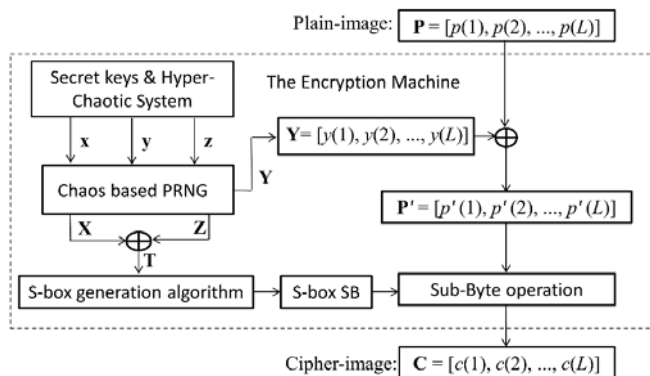 Plain-image:
P = [p(1), p(2), ..., p(L)]
Secret keys & Hyper-
Chaotic System
The Encryption Machine
x
y
z
Y= [y(1), y(2), ..., y(L)]
Chaos based PRNG
Y
P' = [p'(1), p'(2), ..., p'(L)]
X
Z
T
S-box generation algorithm
S-box SB
Sub-Byte operation
Cipher-image:
C = [c(1), c(2), ..., c(L)]